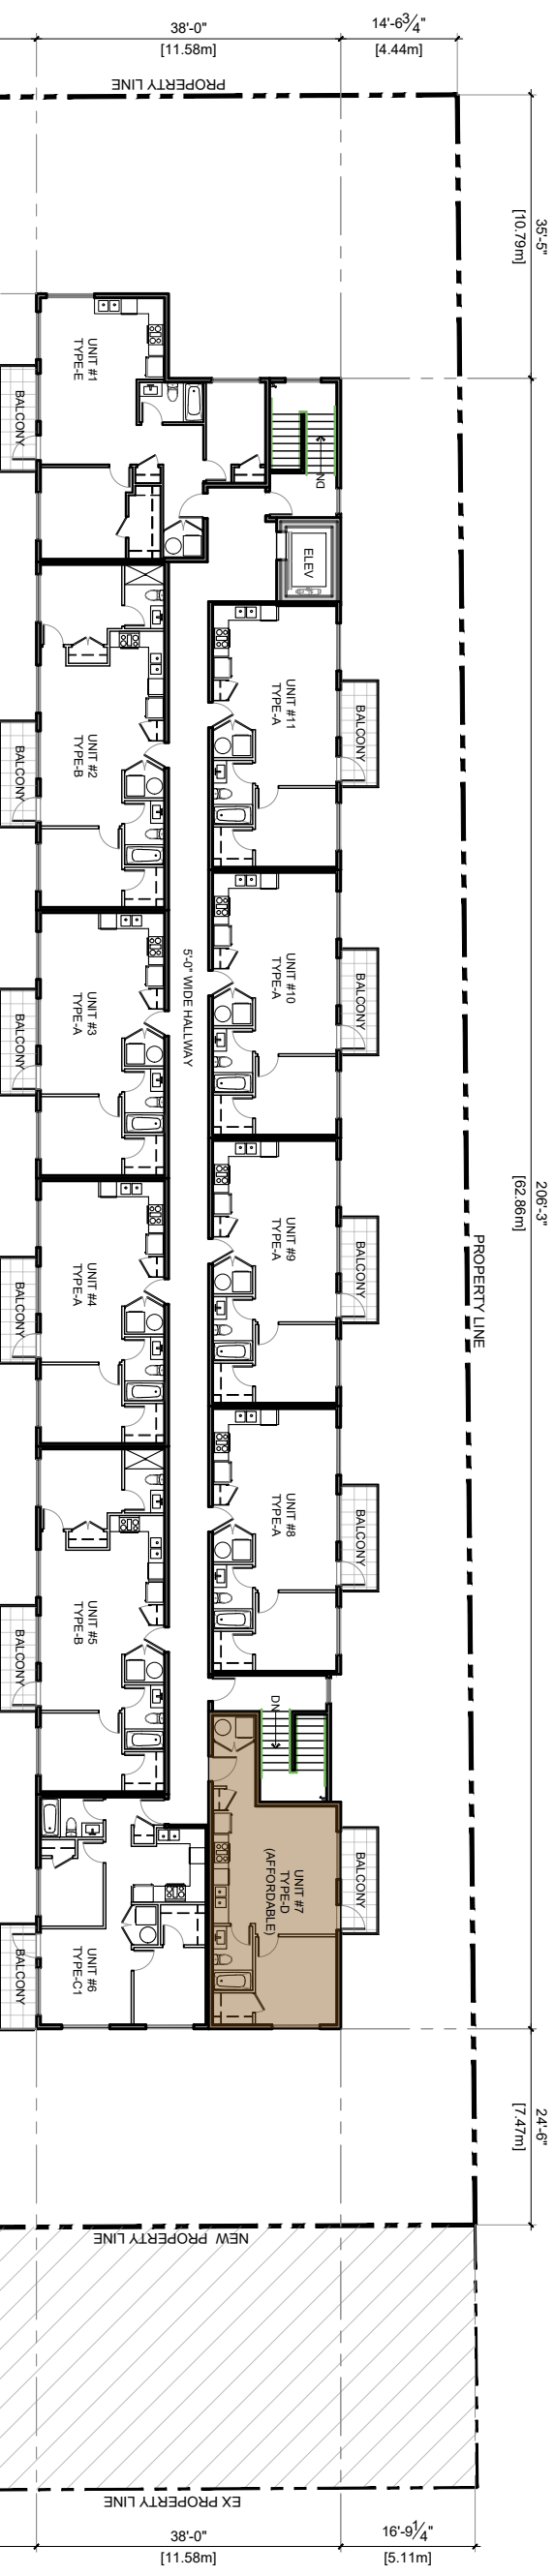 38'-0"
[11.58m]
14'-6¾"
[4.44m]
PROPERTY LINE
35'-5"
[10.79m]
UNIT #1
TYPE-E
BALCONY
DN
ELEV
UNIT #11
TYPE-A
BALCONY
UNIT #2
TYPE-B
BALCONY
5'-0" WIDE HALLWAY
UNIT #10
TYPE-A
BALCONY
UNIT #3
TYPE-A
BALCONY
206'-3"
[62.86m]
PROPERTY LINE
UNIT #9
TYPE-A
BALCONY
UNIT #4
TYPE-A
BALCONY
UNIT #8
TYPE-A
BALCONY
UNIT #5
TYPE-B
BALCONY
DN
UNIT #7
TYPE-D
(AFFORDABLE)
BALCONY
UNIT #6
TYPE-C1
BALCONY
24'-6"
[7.47m]
NEW PROPERTY LINE
EX PROPERTY LINE
38'-0"
[11.58m]
16'-9¼"
[5.11m]